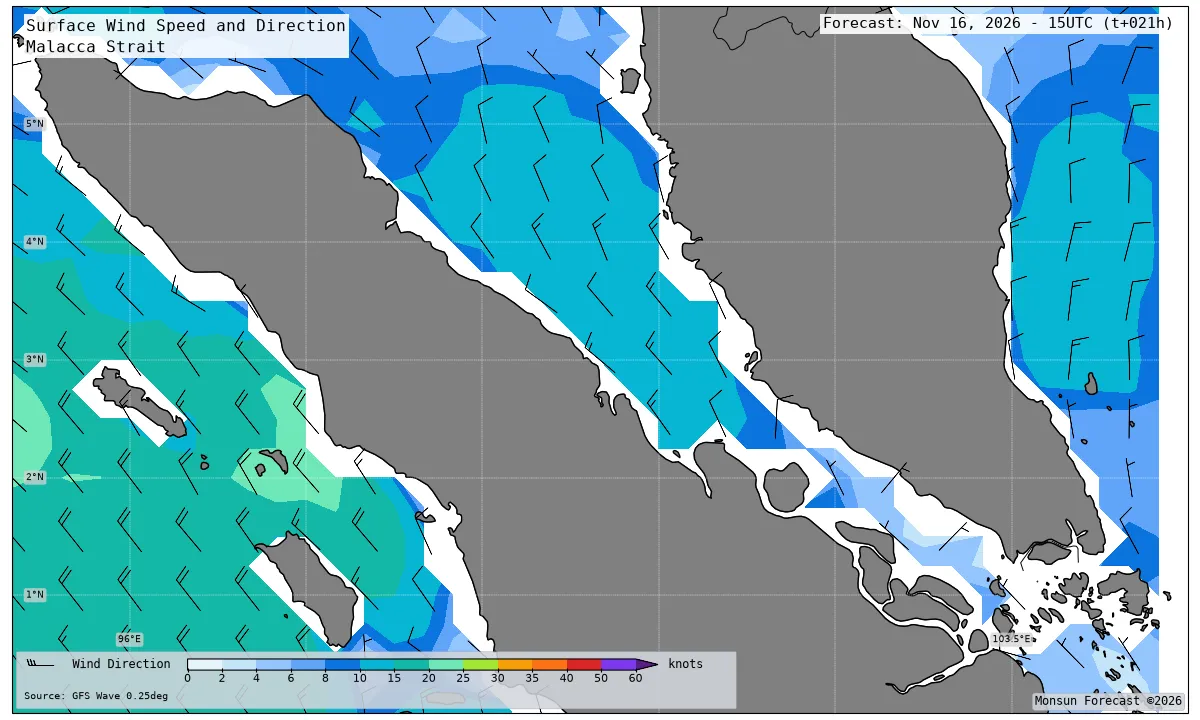 Surface Wind Speed and Direction
Malacca Strait
Forecast: Nov 16, 2026 - 15UTC (t+021h)
5°N
4°N
3°N
2°N
1°N
96°E
103.5°E
Wind Direction
knots
0 2 4 6 8 10 15 20 25 30 35 40 50 60
Source: GFS Wave 0.25deg
Monsun Forecast ©2026